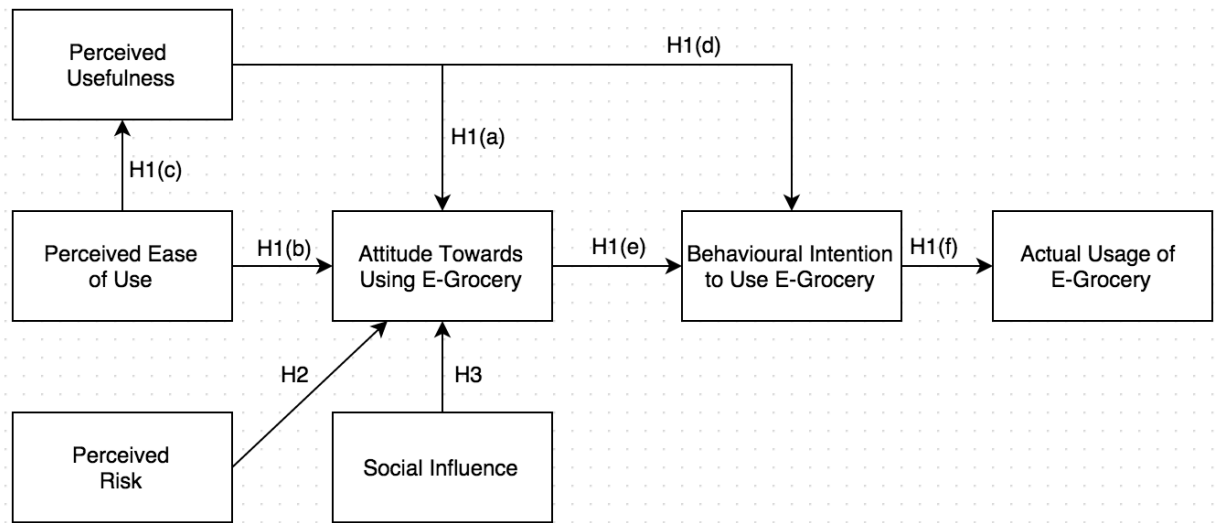 Perceived
Usefulness
H1(d)
H1(a)
H1(c)
Perceived Ease
of Use
H1(b)
Attitude Towards
Using E-Grocery
H1(e)
Behavioural Intention
to Use E-Grocery
H1(f)
Actual Usage of
E-Grocery
H2
H3
Perceived
Risk
Social Influence